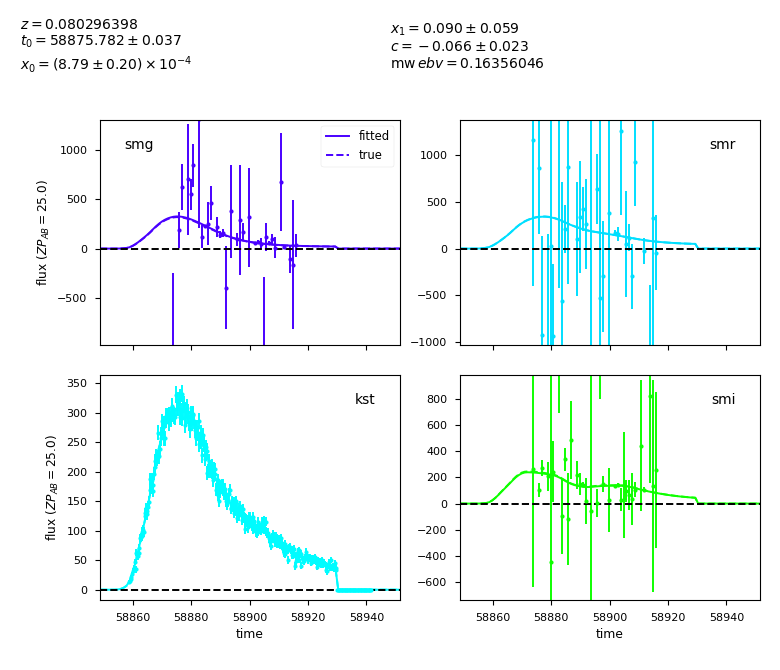 z = 0.080296398
t₀ = 58875.782 ± 0.037
x₀ = (8.79 ± 0.20) × 10⁻⁴
x₁ = 0.090 ± 0.059
c = −0.066 ± 0.023
mw ebv = 0.16356046
smg
fitted
true
1000
500
0
−500
flux (ZP_AB = 25.0)
smr
1000
500
0
−500
−1000
kst
350
300
250
200
150
100
50
0
flux (ZP_AB = 25.0)
58860 58880 58900 58920 58940
time
smi
800
600
400
200
0
−200
−400
−600
58860 58880 58900 58920 58940
time